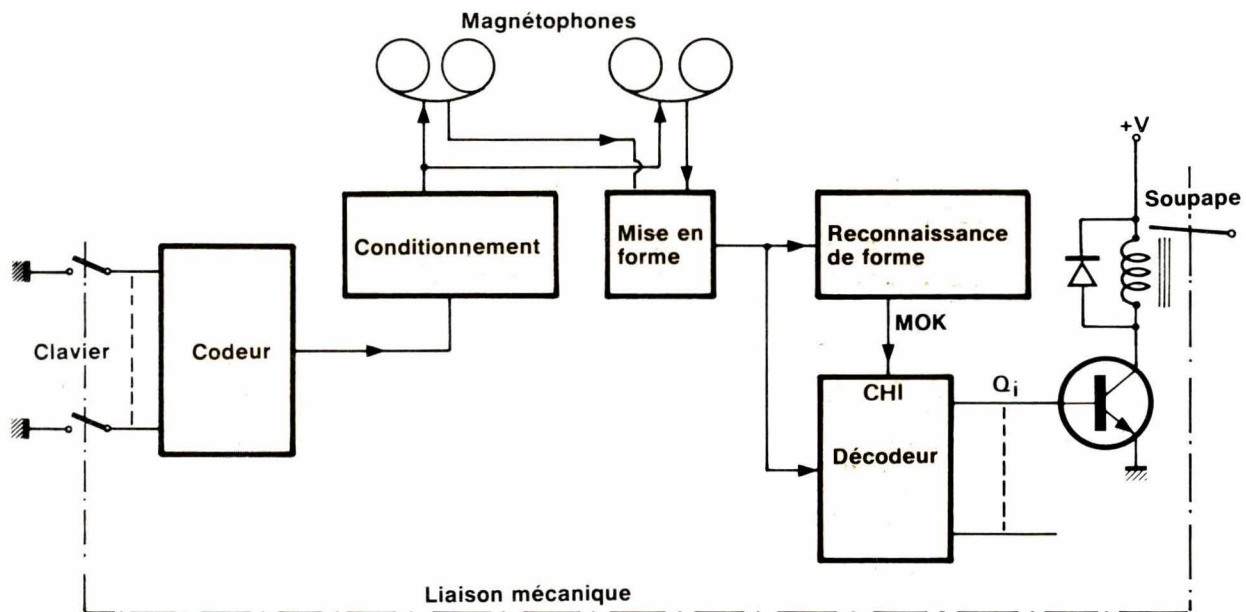 Magnétophones
+V
Soupape
Conditionnement
Mise en
forme
Reconnaissance
de forme
MOK
Clavier
Codeur
CHI
Qi
Décodeur
Liaison mécanique